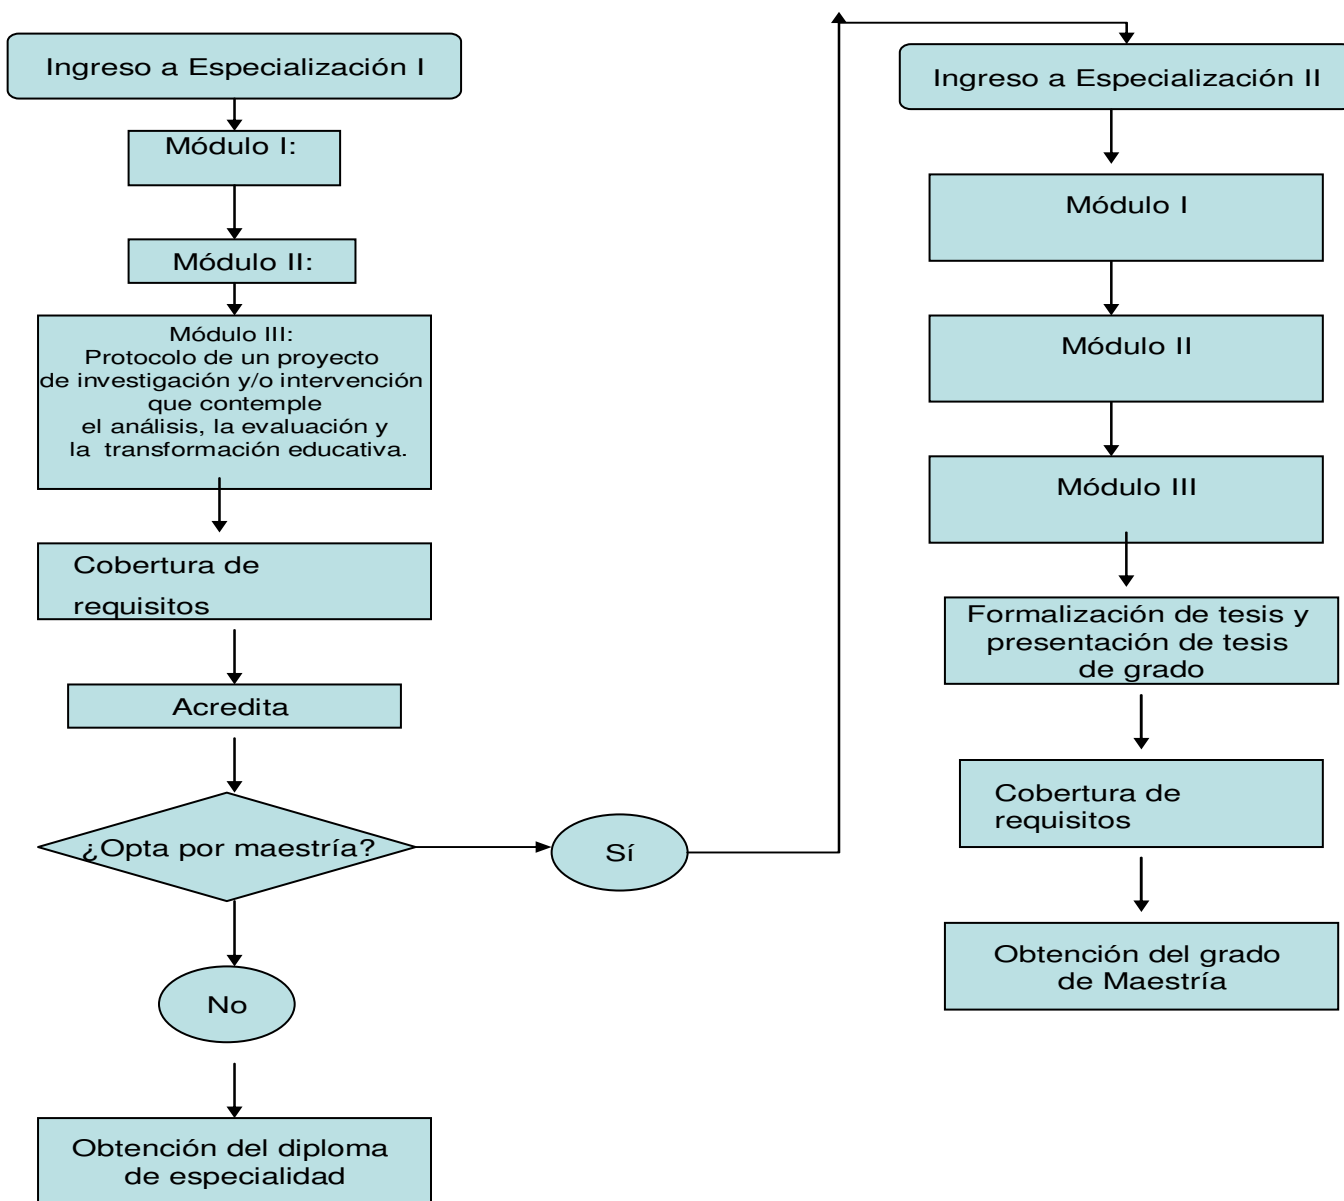 Ingreso a Especialización I
Módulo I:
Módulo II:
Módulo III:
Protocolo de un proyecto
de investigación y/o intervención
que contemple
el análisis, la evaluación y
la transformación educativa.
Cobertura de
requisitos
Acredita
¿Opta por maestría?
Sí
No
Obtención del diploma
de especialidad
Ingreso a Especialización II
Módulo I
Módulo II
Módulo III
Formalización de tesis y
presentación de tesis
de grado
Cobertura de
requisitos
Obtención del grado
de Maestría